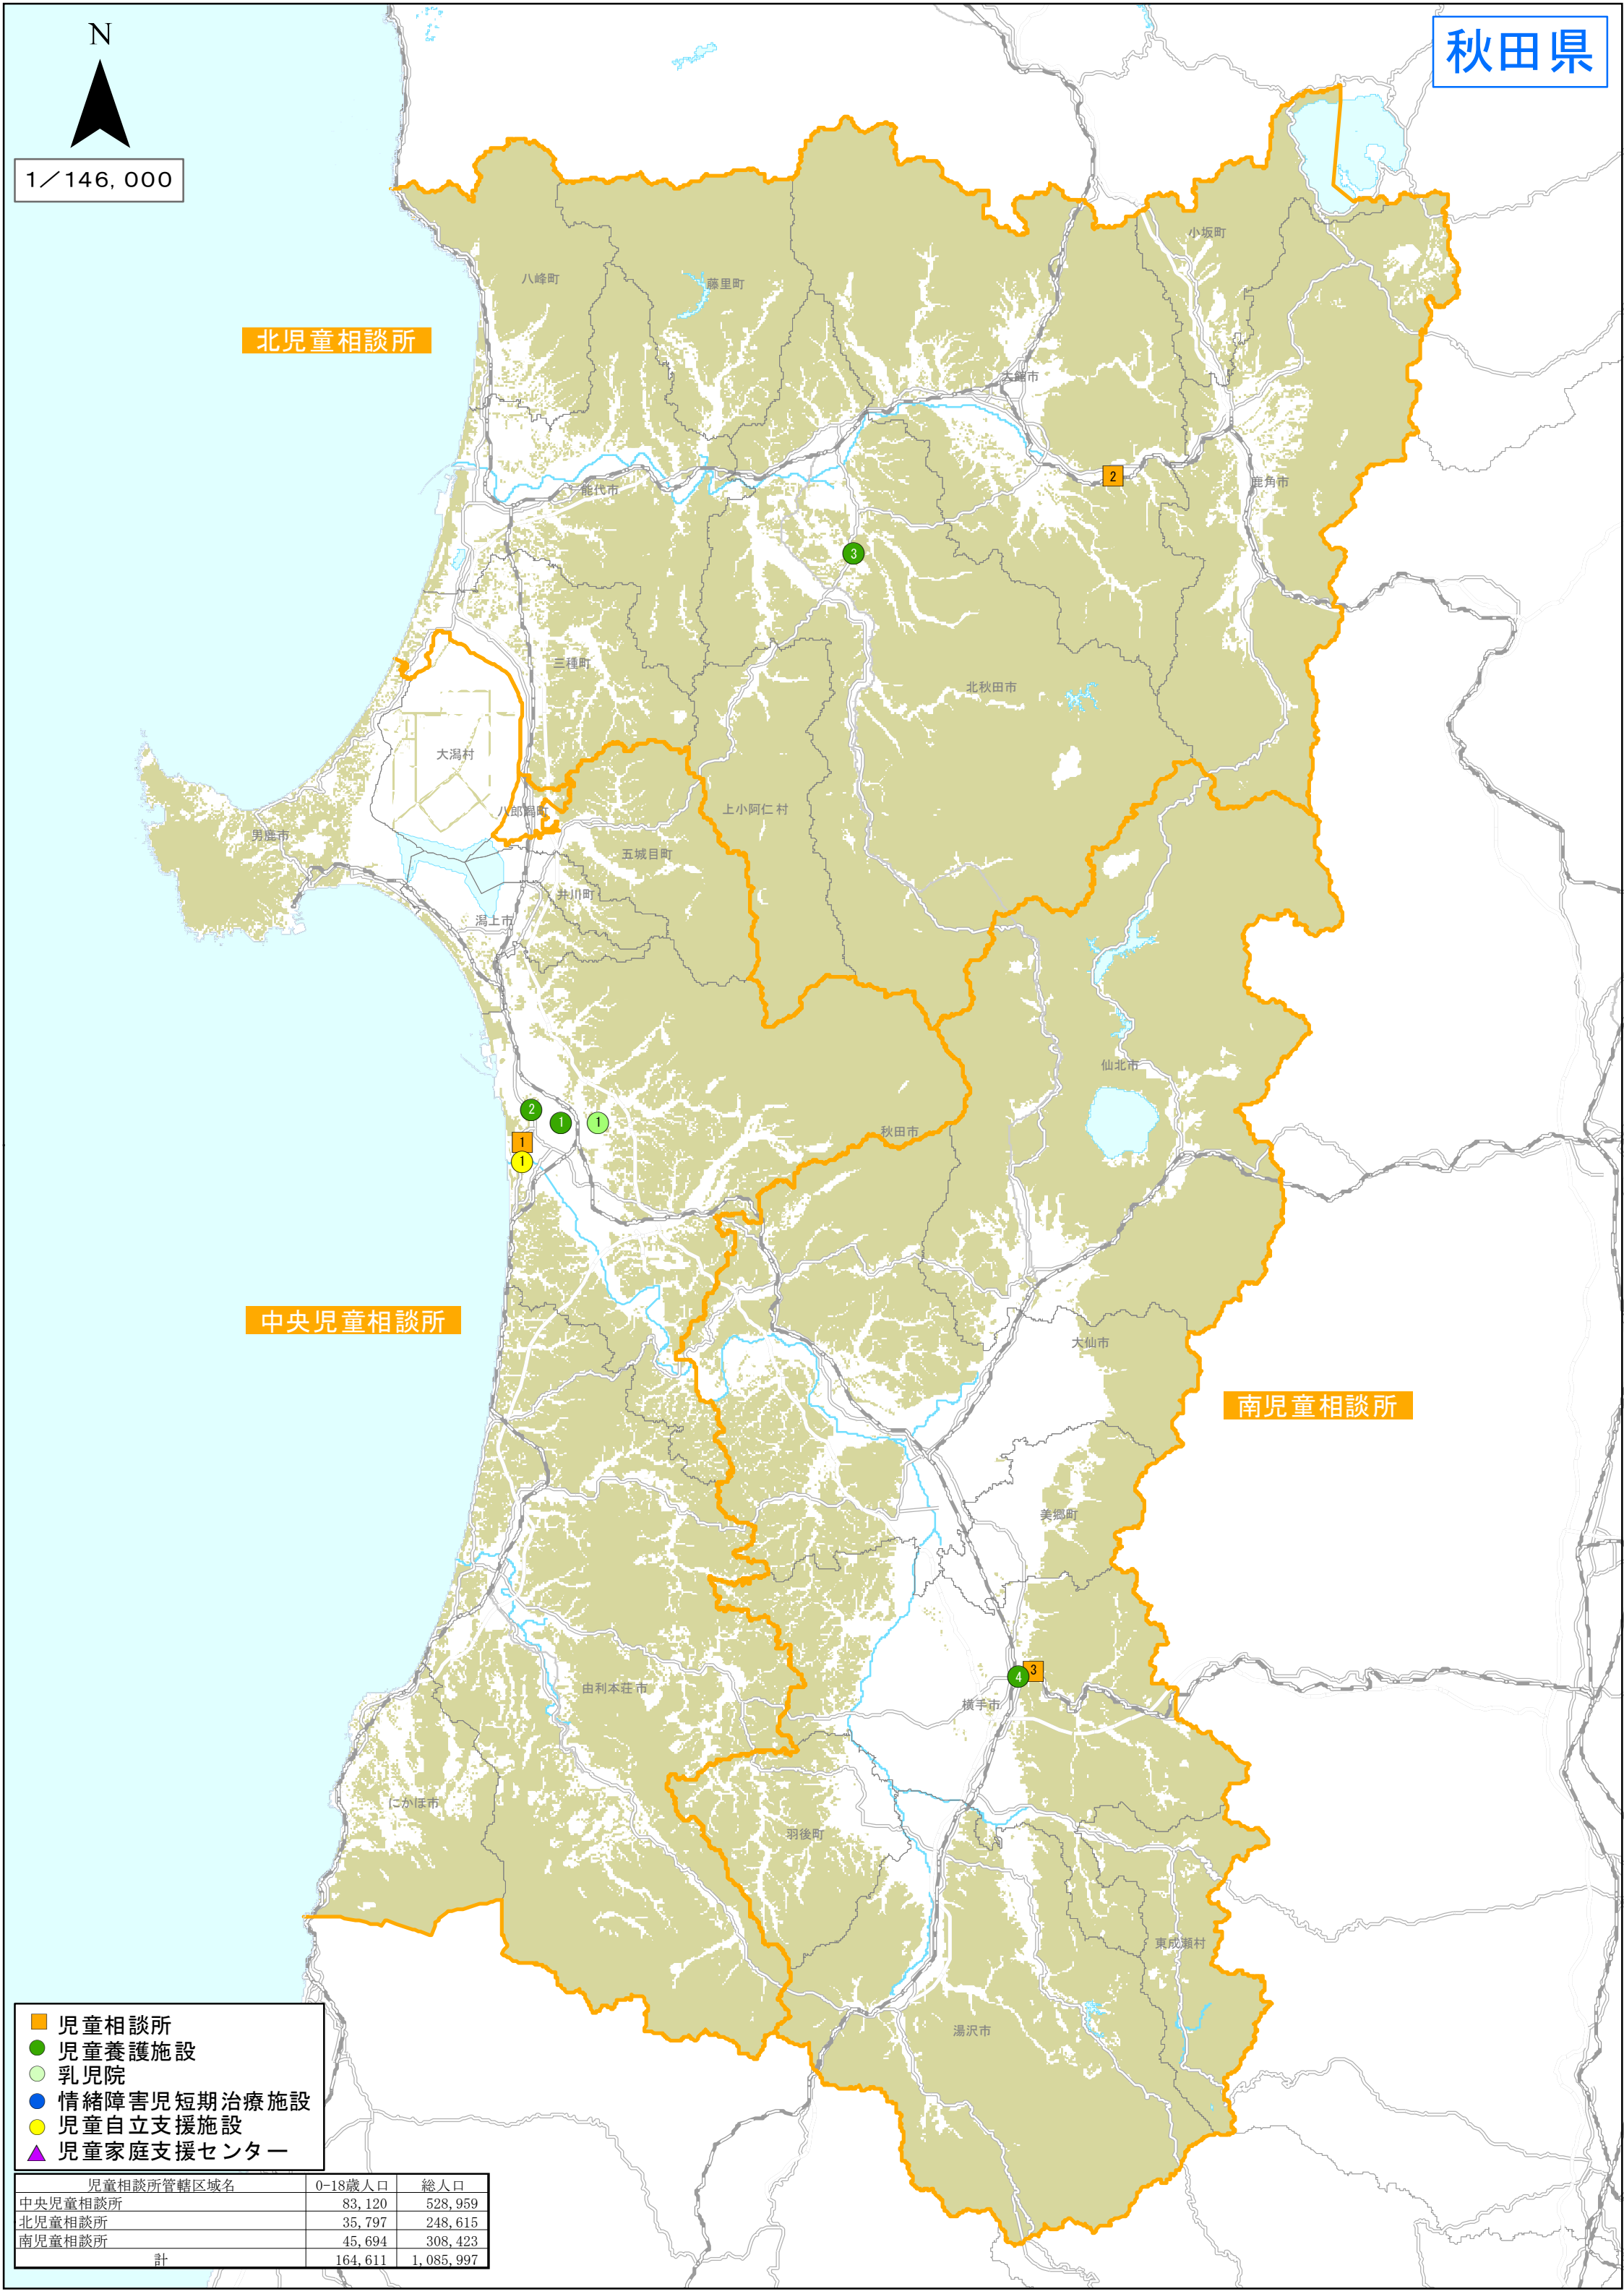 N
秋田県
1／146,000
小坂町
八峰町
藤里町
北児童相談所
大館市
2
鹿角市
能代市
3
三種町
北秋田市
大潟村
八郎潟町
上小阿仁村
男鹿市
五城目町
井川町
潟上市
仙北市
2
1
1
秋田市
1
1
中央児童相談所
大仙市
南児童相談所
美郷町
3
4
由利本荘市
横手市
にかほ市
羽後町
東成瀬村
湯沢市
児童相談所
児童養護施設
乳児院
情緒障害児短期治療施設
児童自立支援施設
児童家庭支援センター
児童相談所管轄区域名 0-18歳人口 総人口
中央児童相談所 83,120 528,959
北児童相談所 35,797 248,615
南児童相談所 45,694 308,423
計 164,611 1,085,997